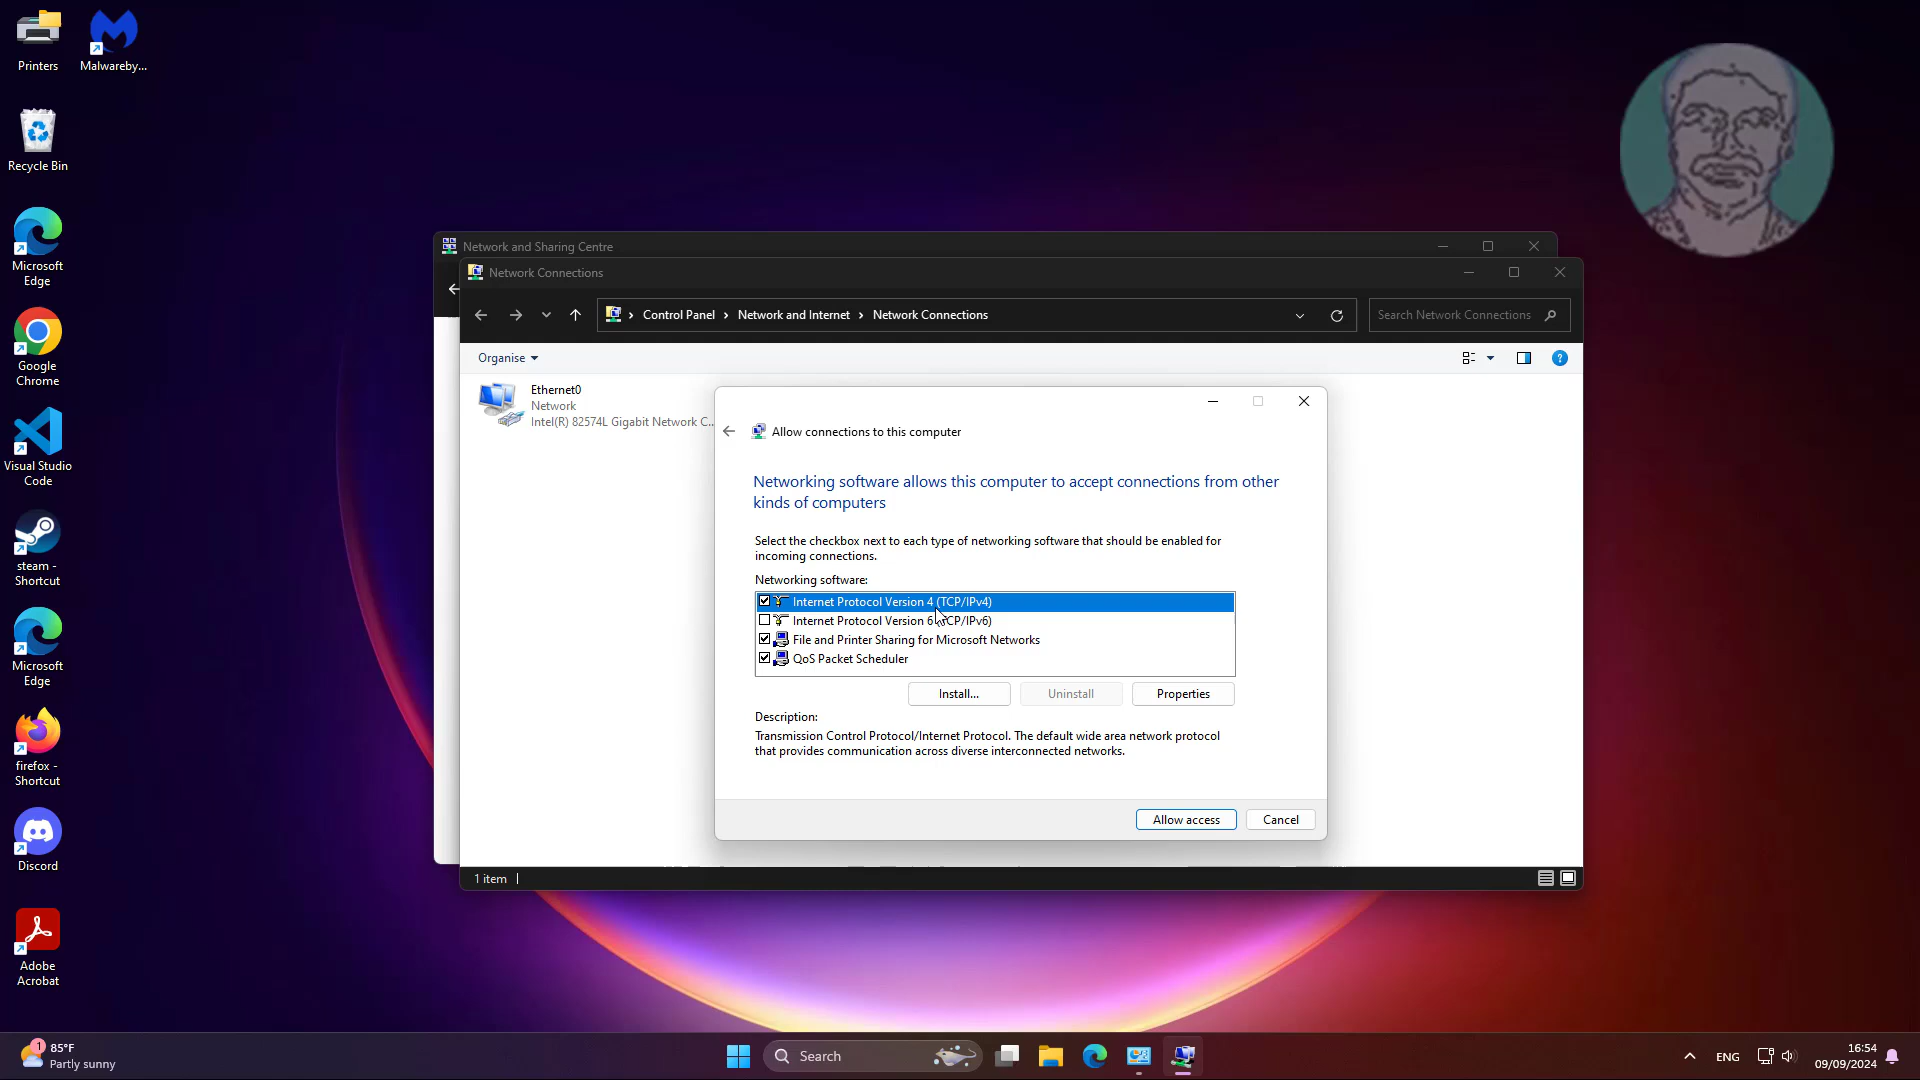 Printers
Malwareby...
Recycle Bin
Microsoft
Edge
Google
Chrome
Visual Studio
Code
steam -
Shortcut
Microsoft
Edge
firefox -
Shortcut
Discord
Adobe
Acrobat
Network and Sharing Centre
Network Connections
Control Panel > Network and Internet > Network Connections
Search Network Connections
Organise
Ethernet0
Network
Intel(R) 82574L Gigabit Network C...
Allow connections to this computer
Networking software allows this computer to accept connections from other
kinds of computers
Select the checkbox next to each type of networking software that should be enabled for
incoming connections.
Networking software:
Internet Protocol Version 4 (TCP/IPv4)
Internet Protocol Version 6 (TCP/IPv6)
File and Printer Sharing for Microsoft Networks
QoS Packet Scheduler
Install...
Uninstall
Properties
Description:
Transmission Control Protocol/Internet Protocol. The default wide area network protocol
that provides communication across diverse interconnected networks.
Allow access
Cancel
1 item
1
85°F
Partly sunny
Search
ENG
16:54
09/09/2024